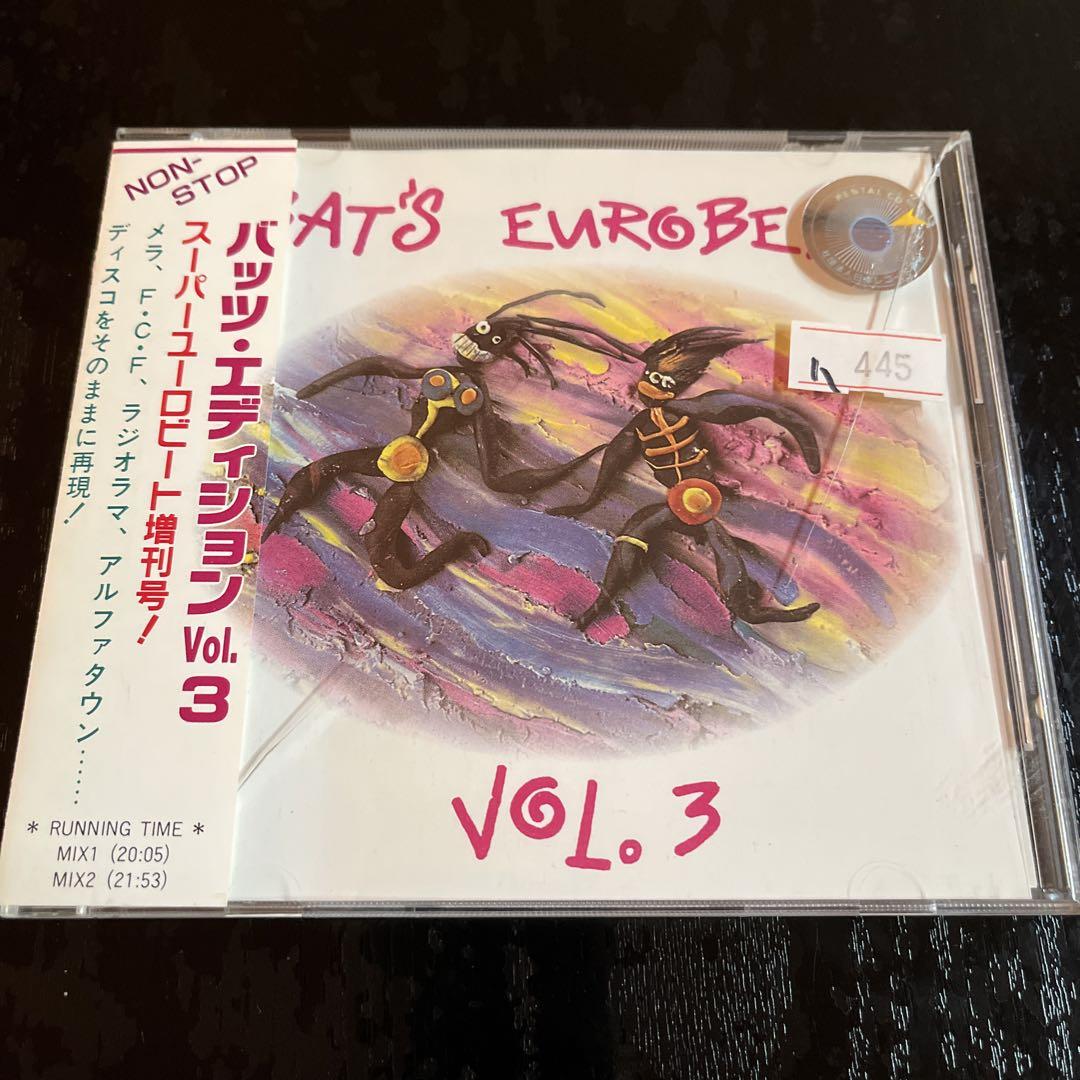 NON-
STOP
バッツ・エディション Vol. 3
スーパーユーロビート増刊号！
メラ、F・C・F、ラジオラマ、アルファタウン……
ディスコをそのままに再現！
* RUNNING TIME *
MIX1 (20:05)
MIX2 (21:53)
BAT'S EUROBE
RENTAL CD
445
VOL. 3